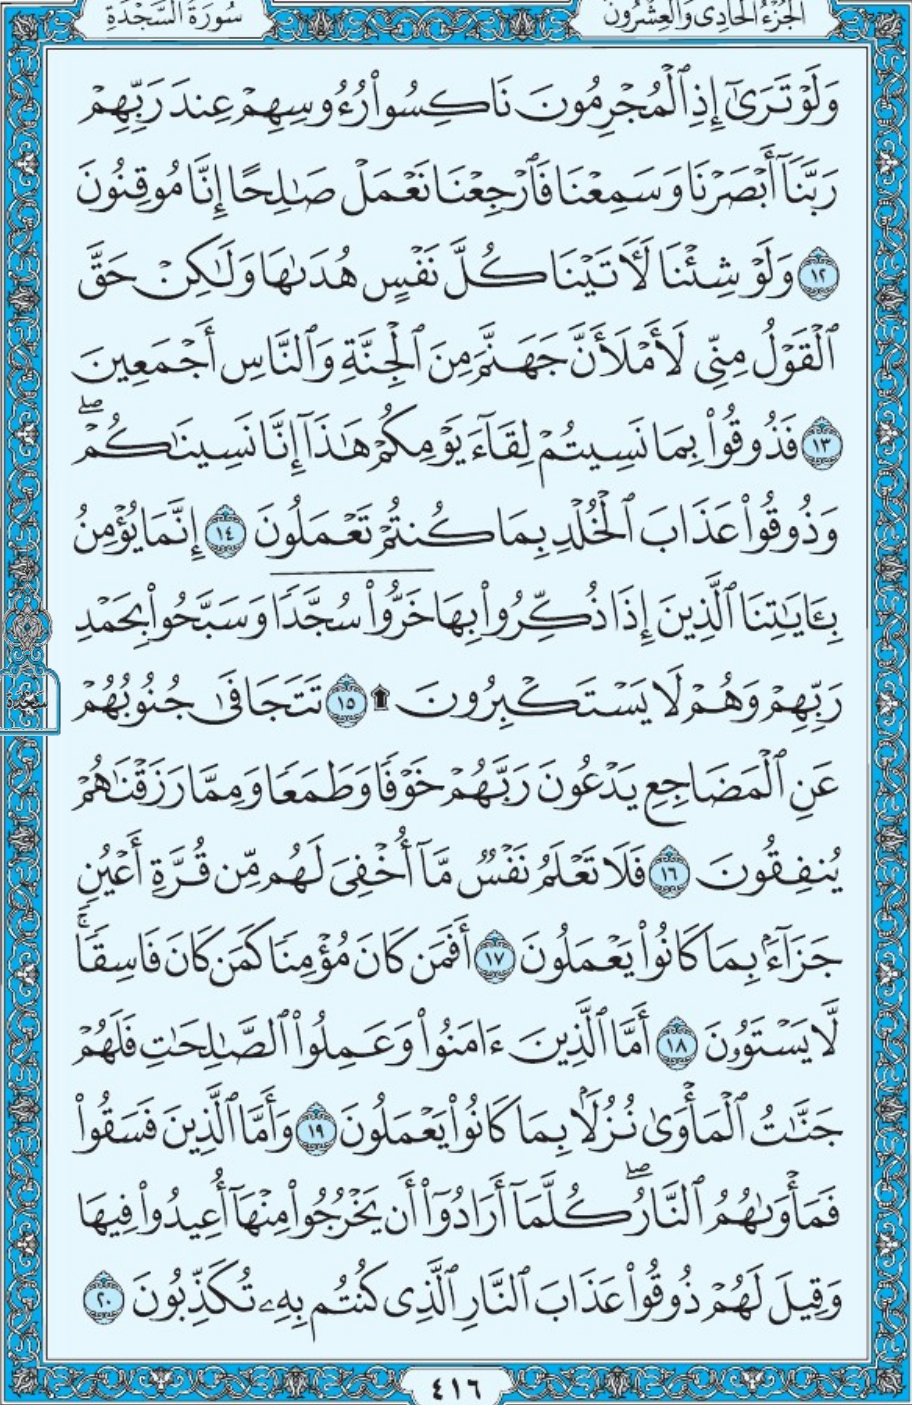 الجزء الحادي والعشرون
سورة السجدة
وَلَوْ تَرَىٰٓ إِذِ ٱلْمُجْرِمُونَ نَاكِسُوا۟ رُءُوسِهِمْ عِندَ رَبِّهِمْ
رَبَّنَآ أَبْصَرْنَا وَسَمِعْنَا فَٱرْجِعْنَا نَعْمَلْ صَـٰلِحًا إِنَّا مُوقِنُونَ
١٢ وَلَوْ شِئْنَا لَـَٔاتَيْنَا كُلَّ نَفْسٍ هُدَىٰهَا وَلَـٰكِنْ حَقَّ
ٱلْقَوْلُ مِنِّى لَأَمْلَأَنَّ جَهَنَّمَ مِنَ ٱلْجِنَّةِ وَٱلنَّاسِ أَجْمَعِينَ
١٣ فَذُوقُوا۟ بِمَا نَسِيتُمْ لِقَآءَ يَوْمِكُمْ هَـٰذَآ إِنَّا نَسِينَـٰكُمْ ۖ
وَذُوقُوا۟ عَذَابَ ٱلْخُلْدِ بِمَا كُنتُمْ تَعْمَلُونَ ١٤ إِنَّمَا يُؤْمِنُ
بِـَٔايَـٰتِنَا ٱلَّذِينَ إِذَا ذُكِّرُوا۟ بِهَا خَرُّوا۟ سُجَّدًا وَسَبَّحُوا۟ بِحَمْدِ
رَبِّهِمْ وَهُمْ لَا يَسْتَكْبِرُونَ ۩ ١٥ تَتَجَافَىٰ جُنُوبُهُمْ
سجدة
عَنِ ٱلْمَضَاجِعِ يَدْعُونَ رَبَّهُمْ خَوْفًا وَطَمَعًا وَمِمَّا رَزَقْنَـٰهُمْ
يُنفِقُونَ ١٦ فَلَا تَعْلَمُ نَفْسٌ مَّآ أُخْفِىَ لَهُم مِّن قُرَّةِ أَعْيُنٍ
جَزَآءًۢ بِمَا كَانُوا۟ يَعْمَلُونَ ١٧ أَفَمَن كَانَ مُؤْمِنًا كَمَن كَانَ فَاسِقًا ۚ
لَّا يَسْتَوُۥنَ ١٨ أَمَّا ٱلَّذِينَ ءَامَنُوا۟ وَعَمِلُوا۟ ٱلصَّـٰلِحَـٰتِ فَلَهُمْ
جَنَّـٰتُ ٱلْمَأْوَىٰ نُزُلًۢا بِمَا كَانُوا۟ يَعْمَلُونَ ١٩ وَأَمَّا ٱلَّذِينَ فَسَقُوا۟
فَمَأْوَىٰهُمُ ٱلنَّارُ ۖ كُلَّمَآ أَرَادُوٓا۟ أَن يَخْرُجُوا۟ مِنْهَآ أُعِيدُوا۟ فِيهَا
وَقِيلَ لَهُمْ ذُوقُوا۟ عَذَابَ ٱلنَّارِ ٱلَّذِى كُنتُم بِهِۦ تُكَذِّبُونَ ٢٠
٤١٦